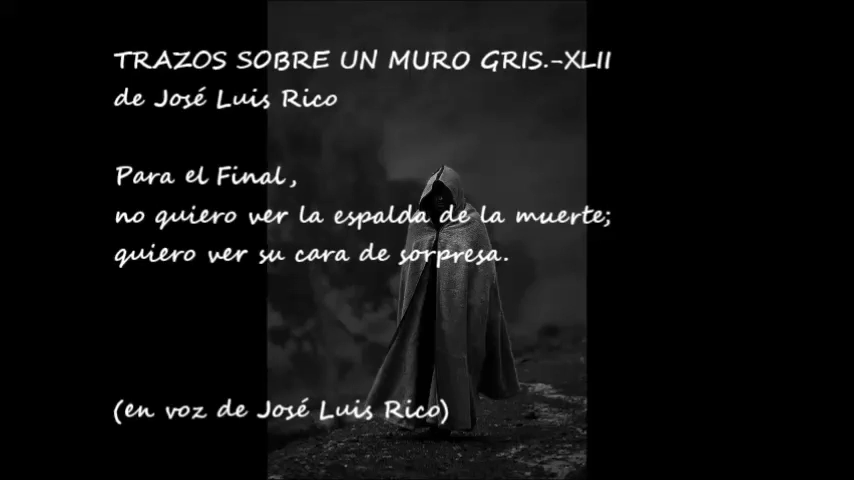 TRAZOS SOBRE UN MURO GRIS.-XLII
de José Luis Rico
Para el Final,
no quiero ver la espalda de la muerte;
quiero ver su cara de sorpresa.
(en voz de José Luis Rico)